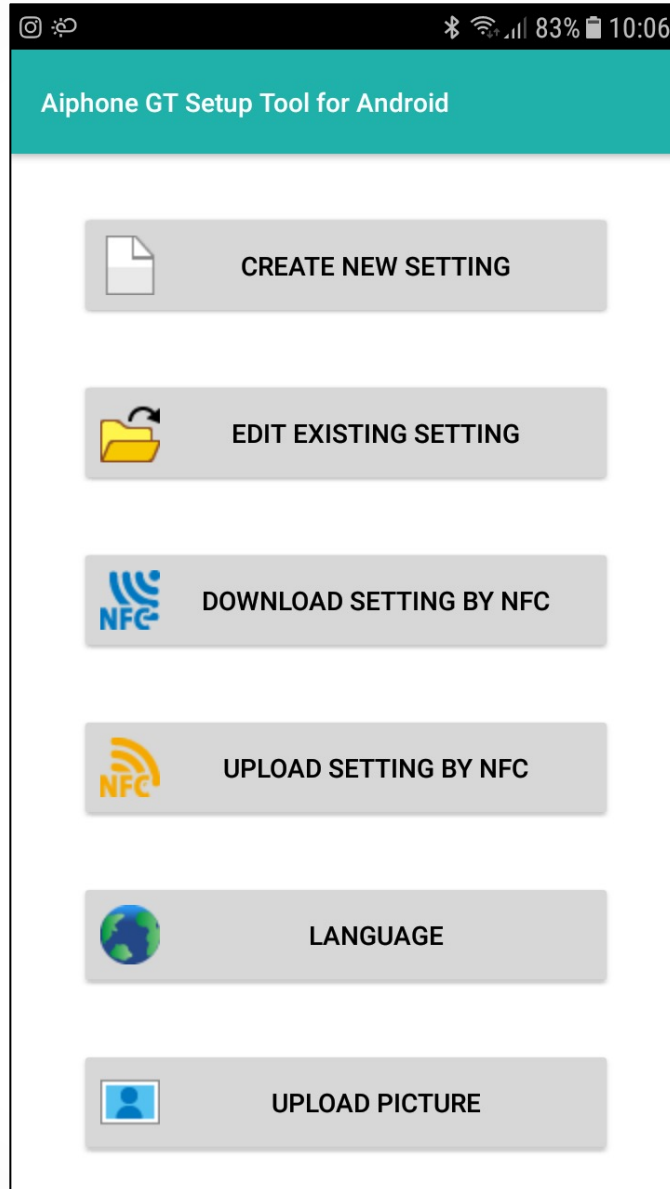 83% 10:06
Aiphone GT Setup Tool for Android
CREATE NEW SETTING
EDIT EXISTING SETTING
NFC DOWNLOAD SETTING BY NFC
NFC UPLOAD SETTING BY NFC
LANGUAGE
UPLOAD PICTURE